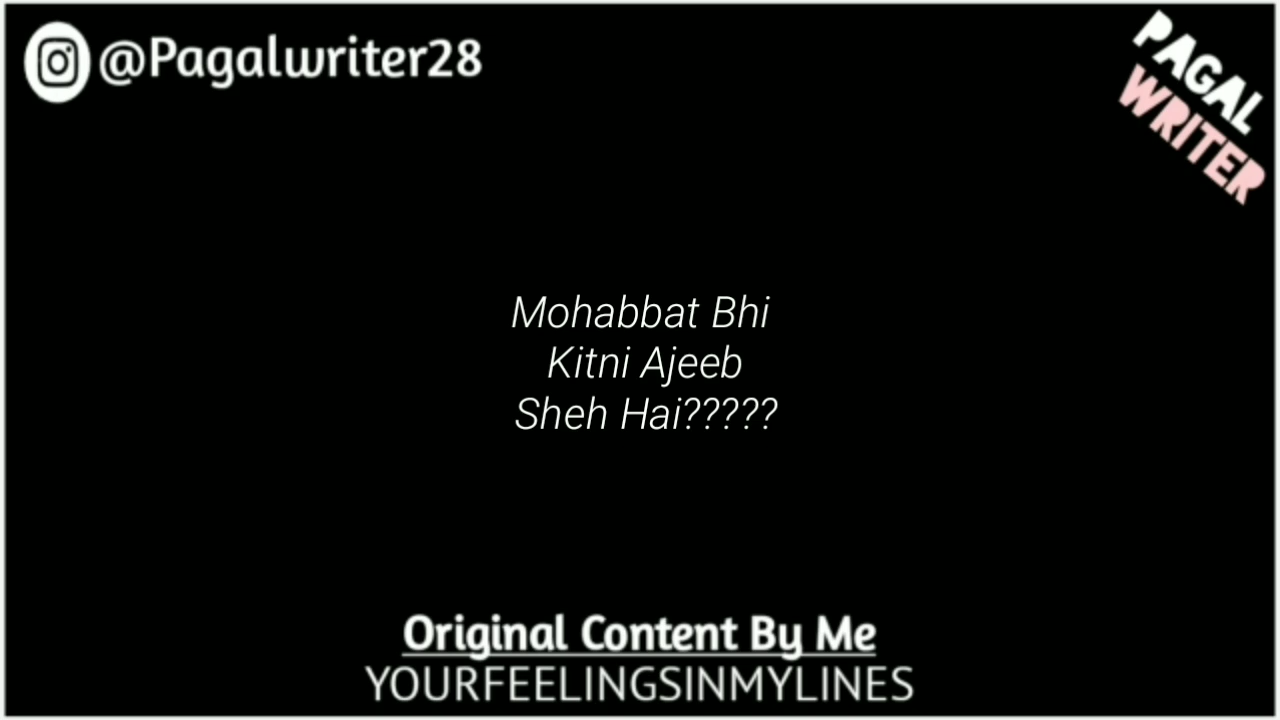 @Pagalwriter28
PAGAL
WRITER
Mohabbat Bhi
Kitni Ajeeb
Sheh Hai?????
Original Content By Me
YOURFEELINGSINMYLINES